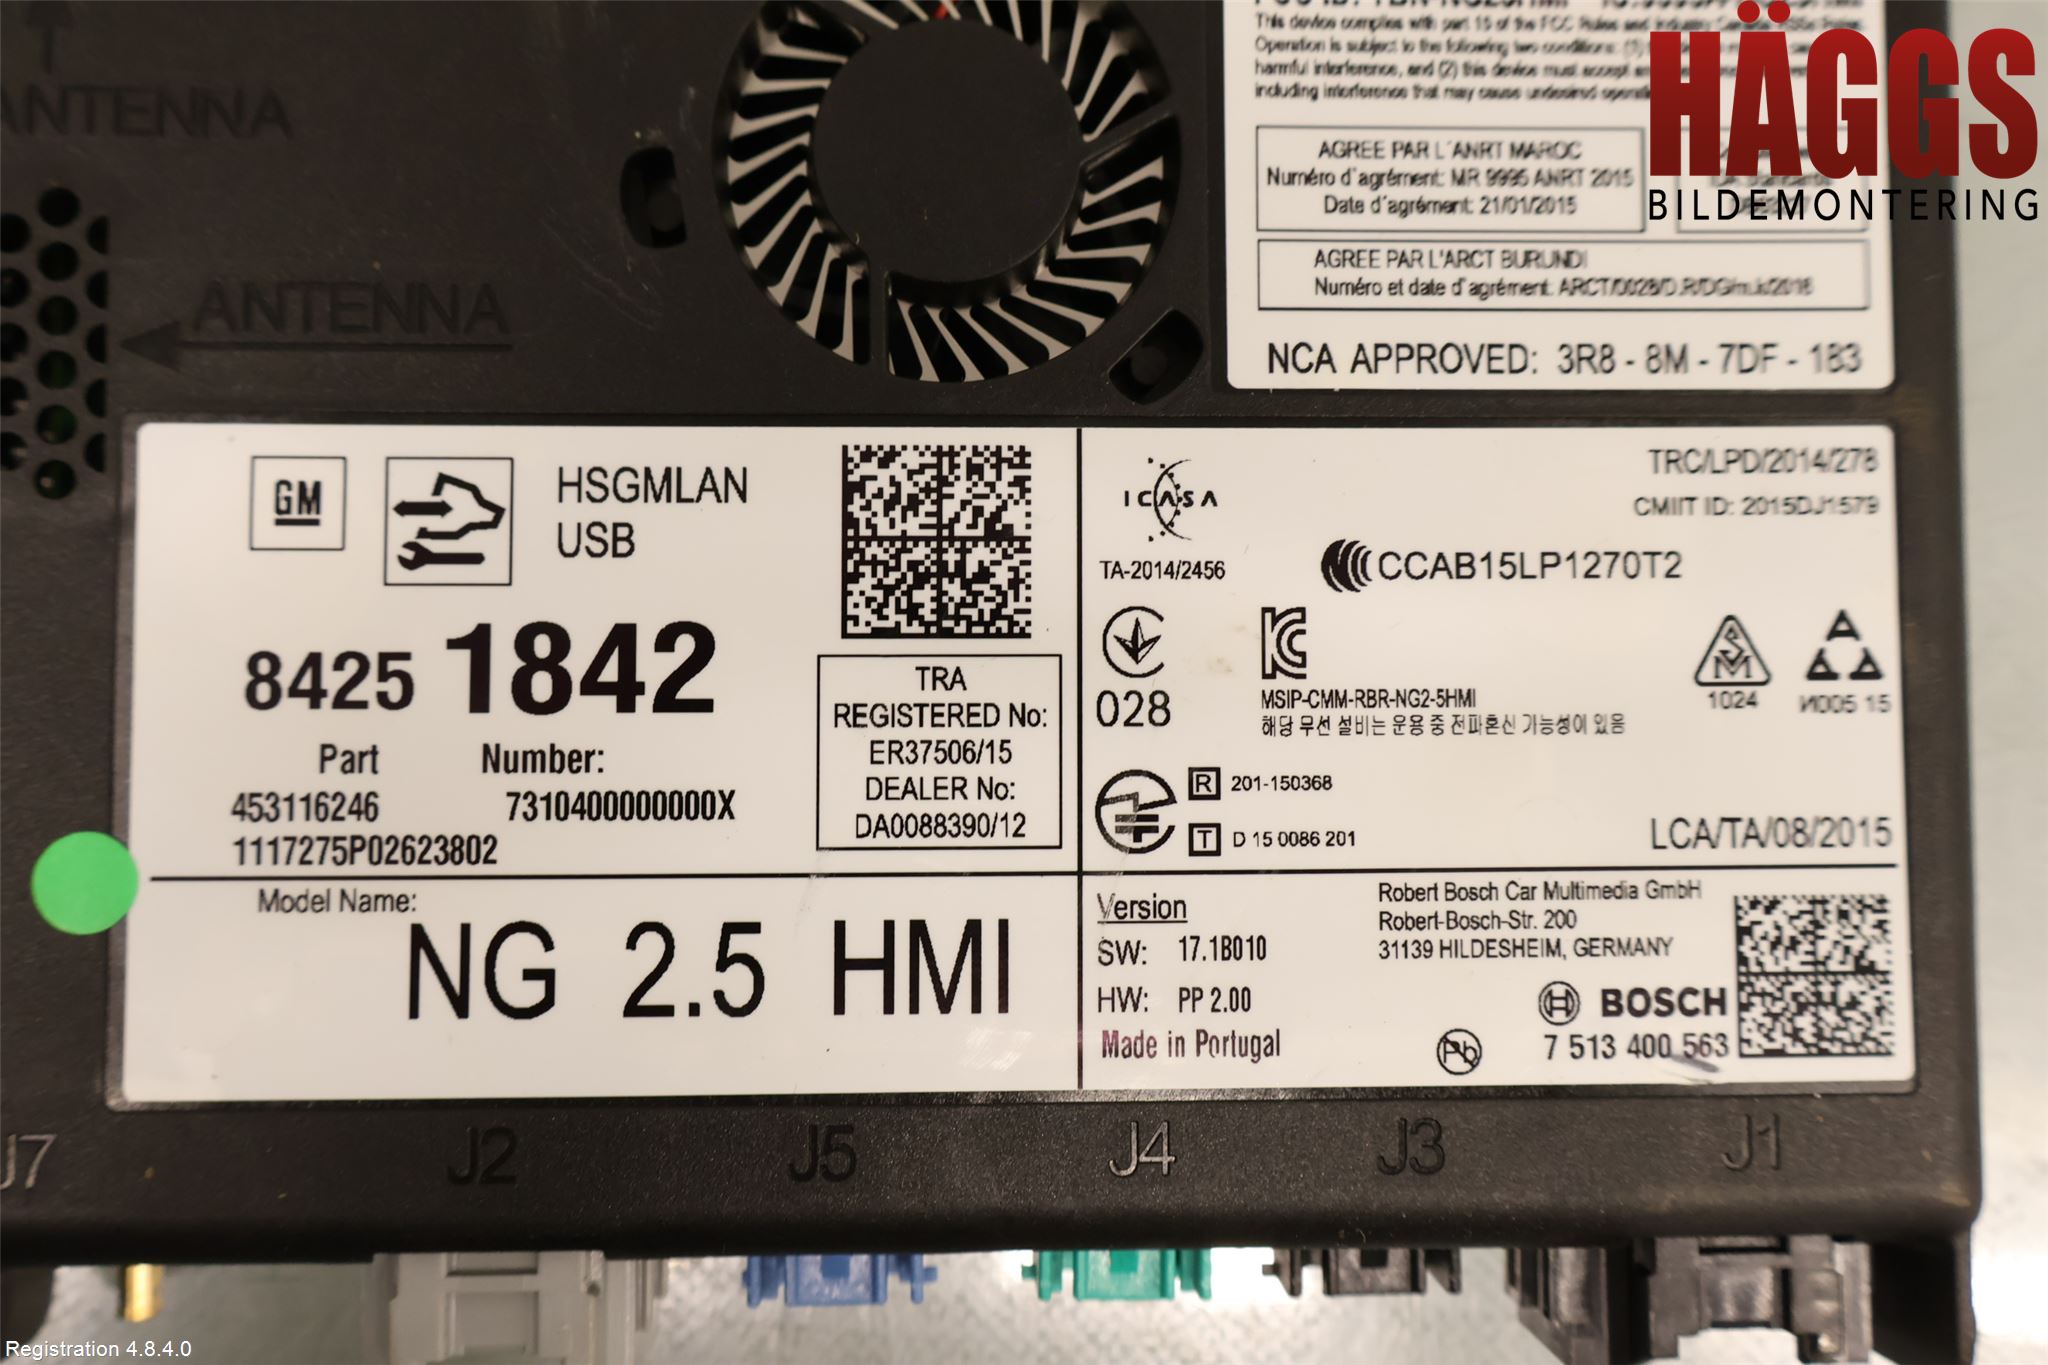 ANTENNA
ANTENNA
This device complies with part 15 of the FCC Rules and Industry Canada
Operation is subject to the following two conditions: (1)
harmful interference, and (2) this device must accept
including interference that may cause undesired
AGREE PAR L'ANRT MAROC
Numéro d'agrément: MR 9995 ANRT 2015
Date d'agrément: 21/01/2015
AGREE PAR L'ARCT BURUNDI
Numéro et date d'agrément:
NCA APPROVED: 3R8 - 8M - 7DF - 183
HÄGGS
BILDEMONTERING
GM
HSGMLAN
USB
8425 1842
Part Number:
453116246 7310400000000X
1117275P02623802
TRA
REGISTERED No:
ER37506/15
DEALER No:
DA0088390/12
Model Name:
NG 2.5 HMI
ICASA
TA-2014/2456
TRC/LPD/2014/278
CMIIT ID: 2015DJ1579
CCAB15LP1270T2
028
MSIP-CMM-RBR-NG2-5HMI
해당 무선 설비는 운용 중 전파혼신 가능성이 있음
1024
И005 15
R 201-150368
T D 15 0086 201
LCA/TA/08/2015
Version
SW: 17.1B010
HW: PP 2.00
Made in Portugal
Robert Bosch Car Multimedia GmbH
Robert-Bosch-Str. 200
31139 HILDESHEIM, GERMANY
BOSCH
Pb
7 513 400 563
J7 J2 J5 J4 J3 J1
Registration 4.8.4.0